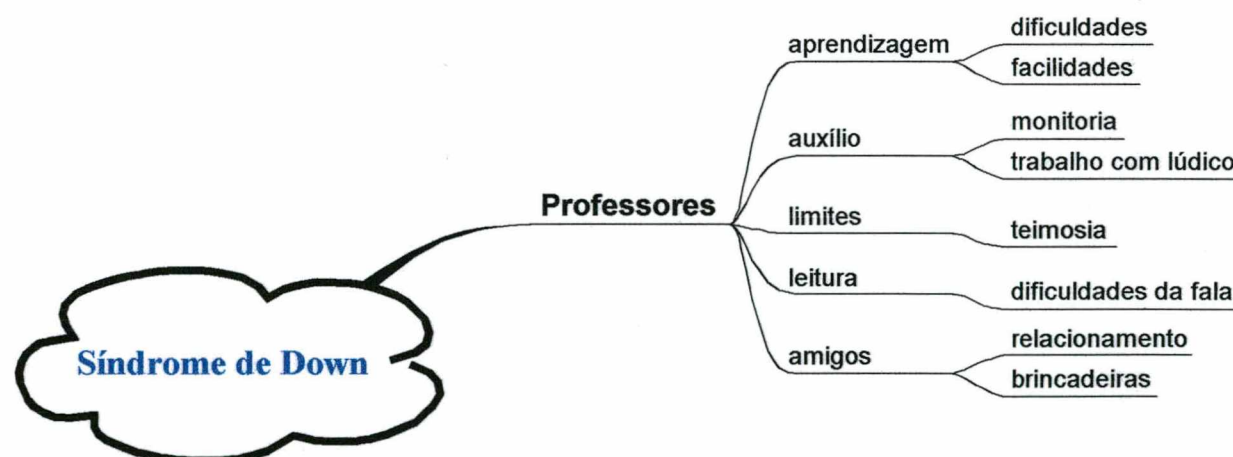 Síndrome de Down
Professores
aprendizagem
dificuldades
facilidades
auxílio
monitoria
trabalho com lúdico
limites
teimosia
leitura
dificuldades da fala
amigos
relacionamento
brincadeiras